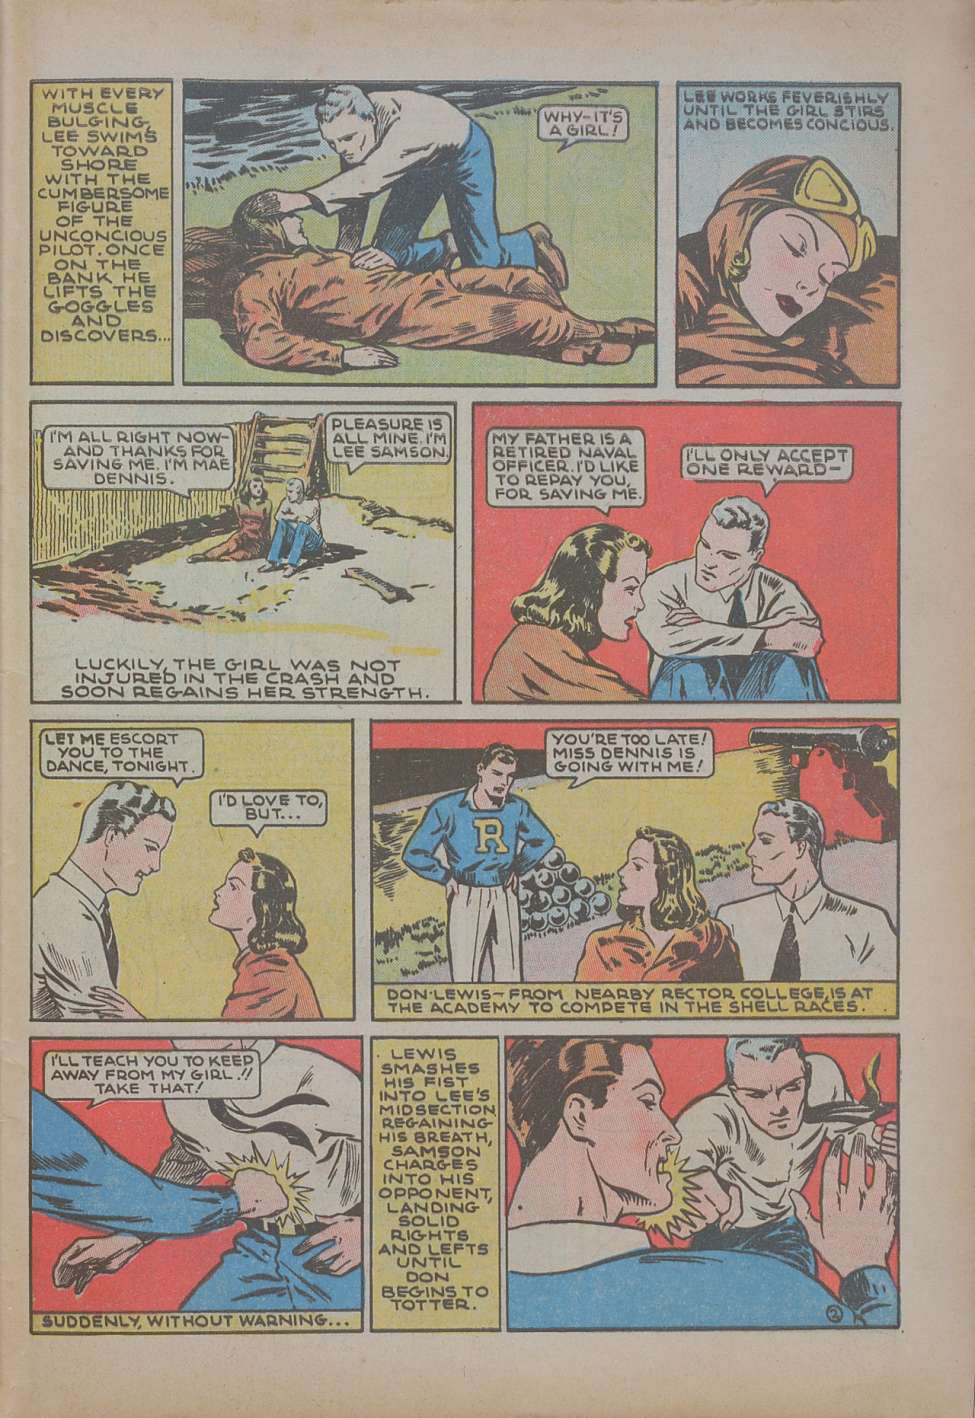 WITH EVERY
MUSCLE
BULGING,
LEE SWIMS
TOWARD
SHORE
WITH THE
CUMBERSOME
FIGURE
OF THE
UNCONCIOUS
PILOT. ONCE
ON THE
BANK HE
LIFTS THE
GOGGLES
AND
DISCOVERS...
WHY-IT'S
A GIRL!
LEE WORKS FEVERISHLY
UNTIL THE GIRL STIRS
AND BECOMES CONCIOUS.
I'M ALL RIGHT NOW-
AND THANKS FOR
SAVING ME. I'M MAE
DENNIS.
PLEASURE IS
ALL MINE. I'M
LEE SAMSON.
LUCKILY, THE GIRL WAS NOT
INJURED IN THE CRASH AND
SOON REGAINS HER STRENGTH.
MY FATHER IS A
RETIRED NAVAL
OFFICER. I'D LIKE
TO REPAY YOU,
FOR SAVING ME.
I'LL ONLY ACCEPT
ONE REWARD-
LET ME ESCORT
YOU TO THE
DANCE, TONIGHT.
I'D LOVE TO,
BUT...
YOU'RE TOO LATE!
MISS DENNIS IS
GOING WITH ME!
R
DON-LEWIS-FROM NEARBY RECTOR COLLEGE, IS AT
THE ACADEMY TO COMPETE IN THE SHELL RACES.
I'LL TEACH YOU TO KEEP
AWAY FROM MY GIRL!!
TAKE THAT!
SUDDENLY, WITHOUT WARNING...
LEWIS
SMASHES
HIS FIST
INTO LEE'S
MIDSECTION
REGAINING
HIS BREATH,
SAMSON
CHARGES
INTO HIS
OPPONENT,
LANDING
SOLID
RIGHTS
AND LEFTS
UNTIL
DON
BEGINS TO
TOTTER.
2